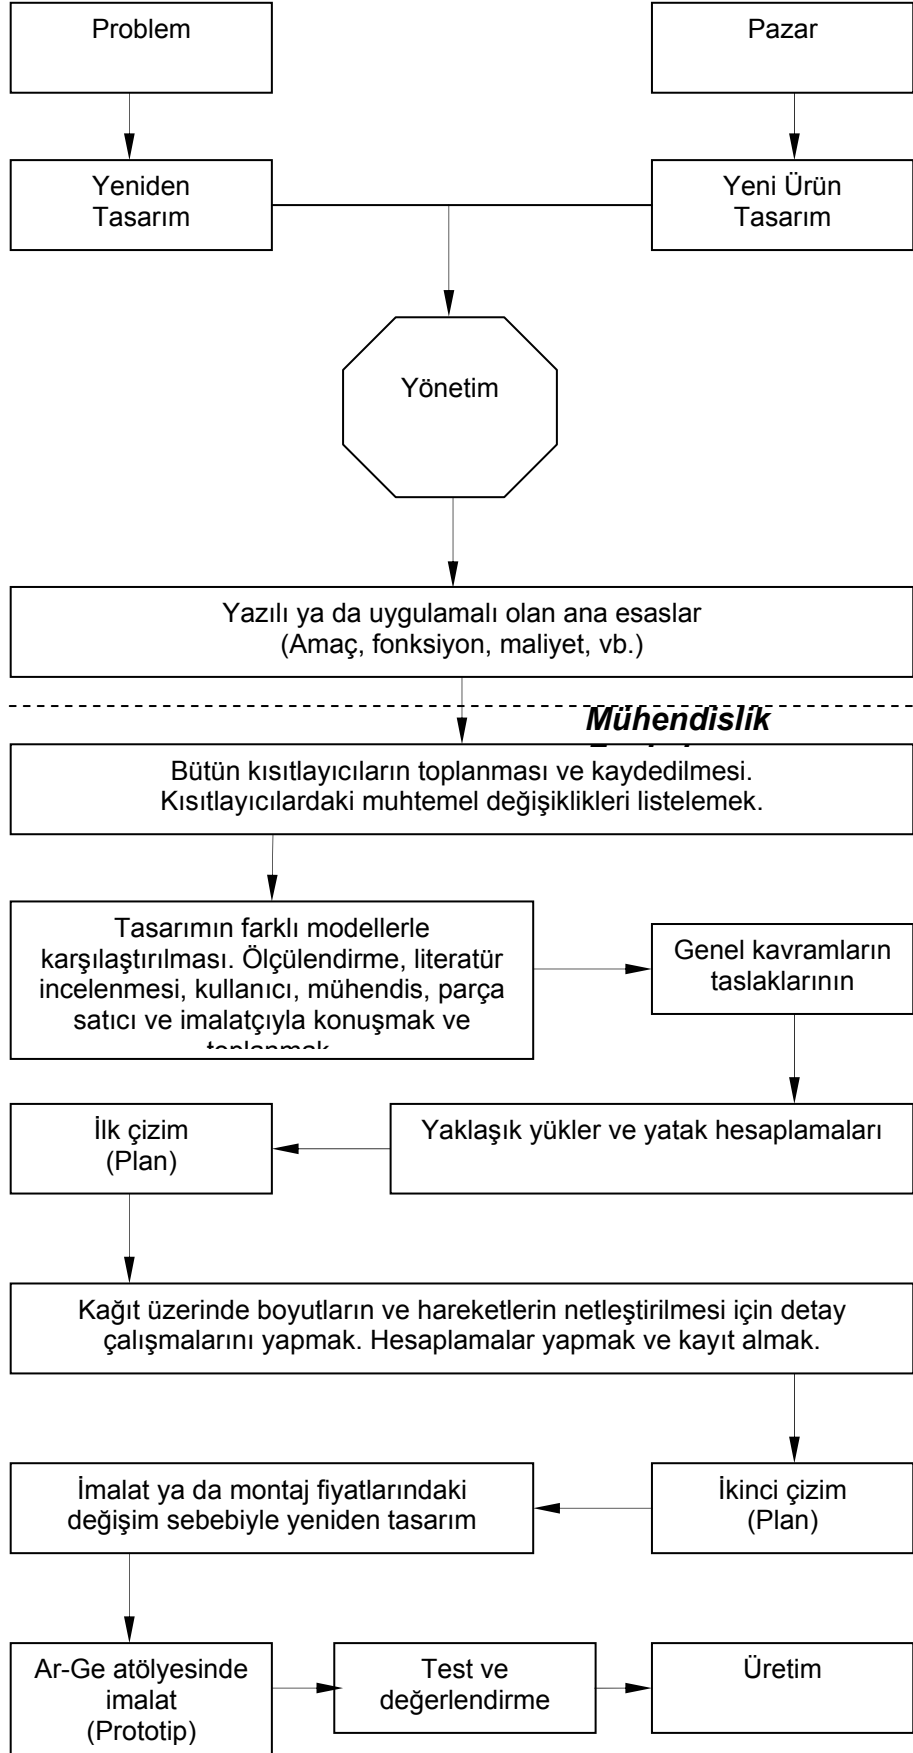 Problem
Pazar
Yeniden
Tasarım
Yeni Ürün
Tasarım
Yönetim
Yazılı ya da uygulamalı olan ana esaslar
(Amaç, fonksiyon, maliyet, vb.)
Mühendislik
Bütün kısıtlayıcıların toplanması ve kaydedilmesi.
Kısıtlayıcılardaki muhtemel değişiklikleri listelemek.
Tasarımın farklı modellerle
karşılaştırılması. Ölçülendirme, literatür
incelenmesi, kullanıcı, mühendis, parça
satıcı ve imalatçıyla konuşmak ve
toplanmak
Genel kavramların
taslaklarının
Yaklaşık yükler ve yatak hesaplamaları
İlk çizim
(Plan)
Kağıt üzerinde boyutların ve hareketlerin netleştirilmesi için detay
çalışmalarını yapmak. Hesaplamalar yapmak ve kayıt almak.
İmalat ya da montaj fiyatlarındaki
değişim sebebiyle yeniden tasarım
İkinci çizim
(Plan)
Ar-Ge atölyesinde
imalat
(Prototip)
Test ve
değerlendirme
Üretim